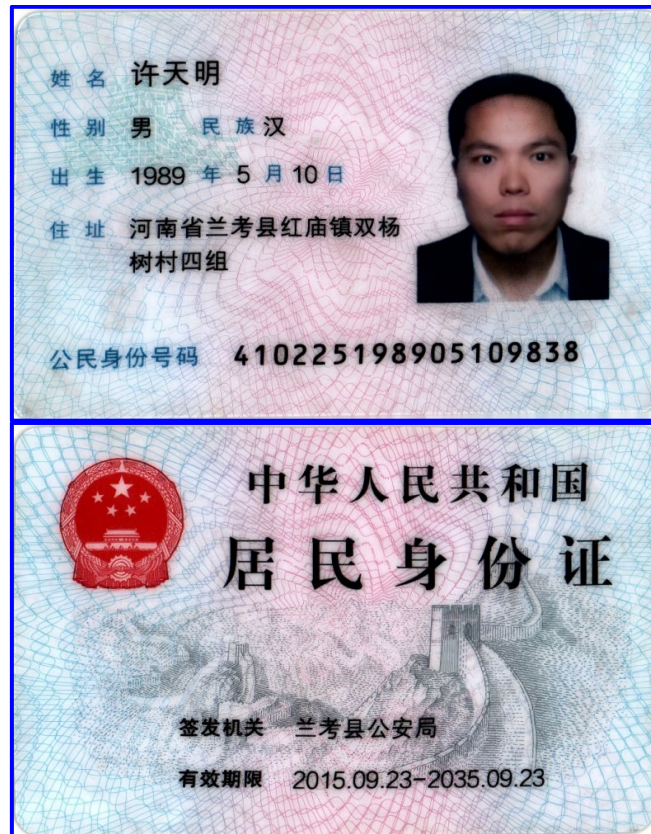 姓名 许天明
性别 男 民族 汉
出生 1989 年 5 月 10 日
住址 河南省兰考县红庙镇双杨
树村四组
公民身份号码 410225198905109838
中华人民共和国
居民身份证
签发机关 兰考县公安局
有效期限 2015.09.23-2035.09.23